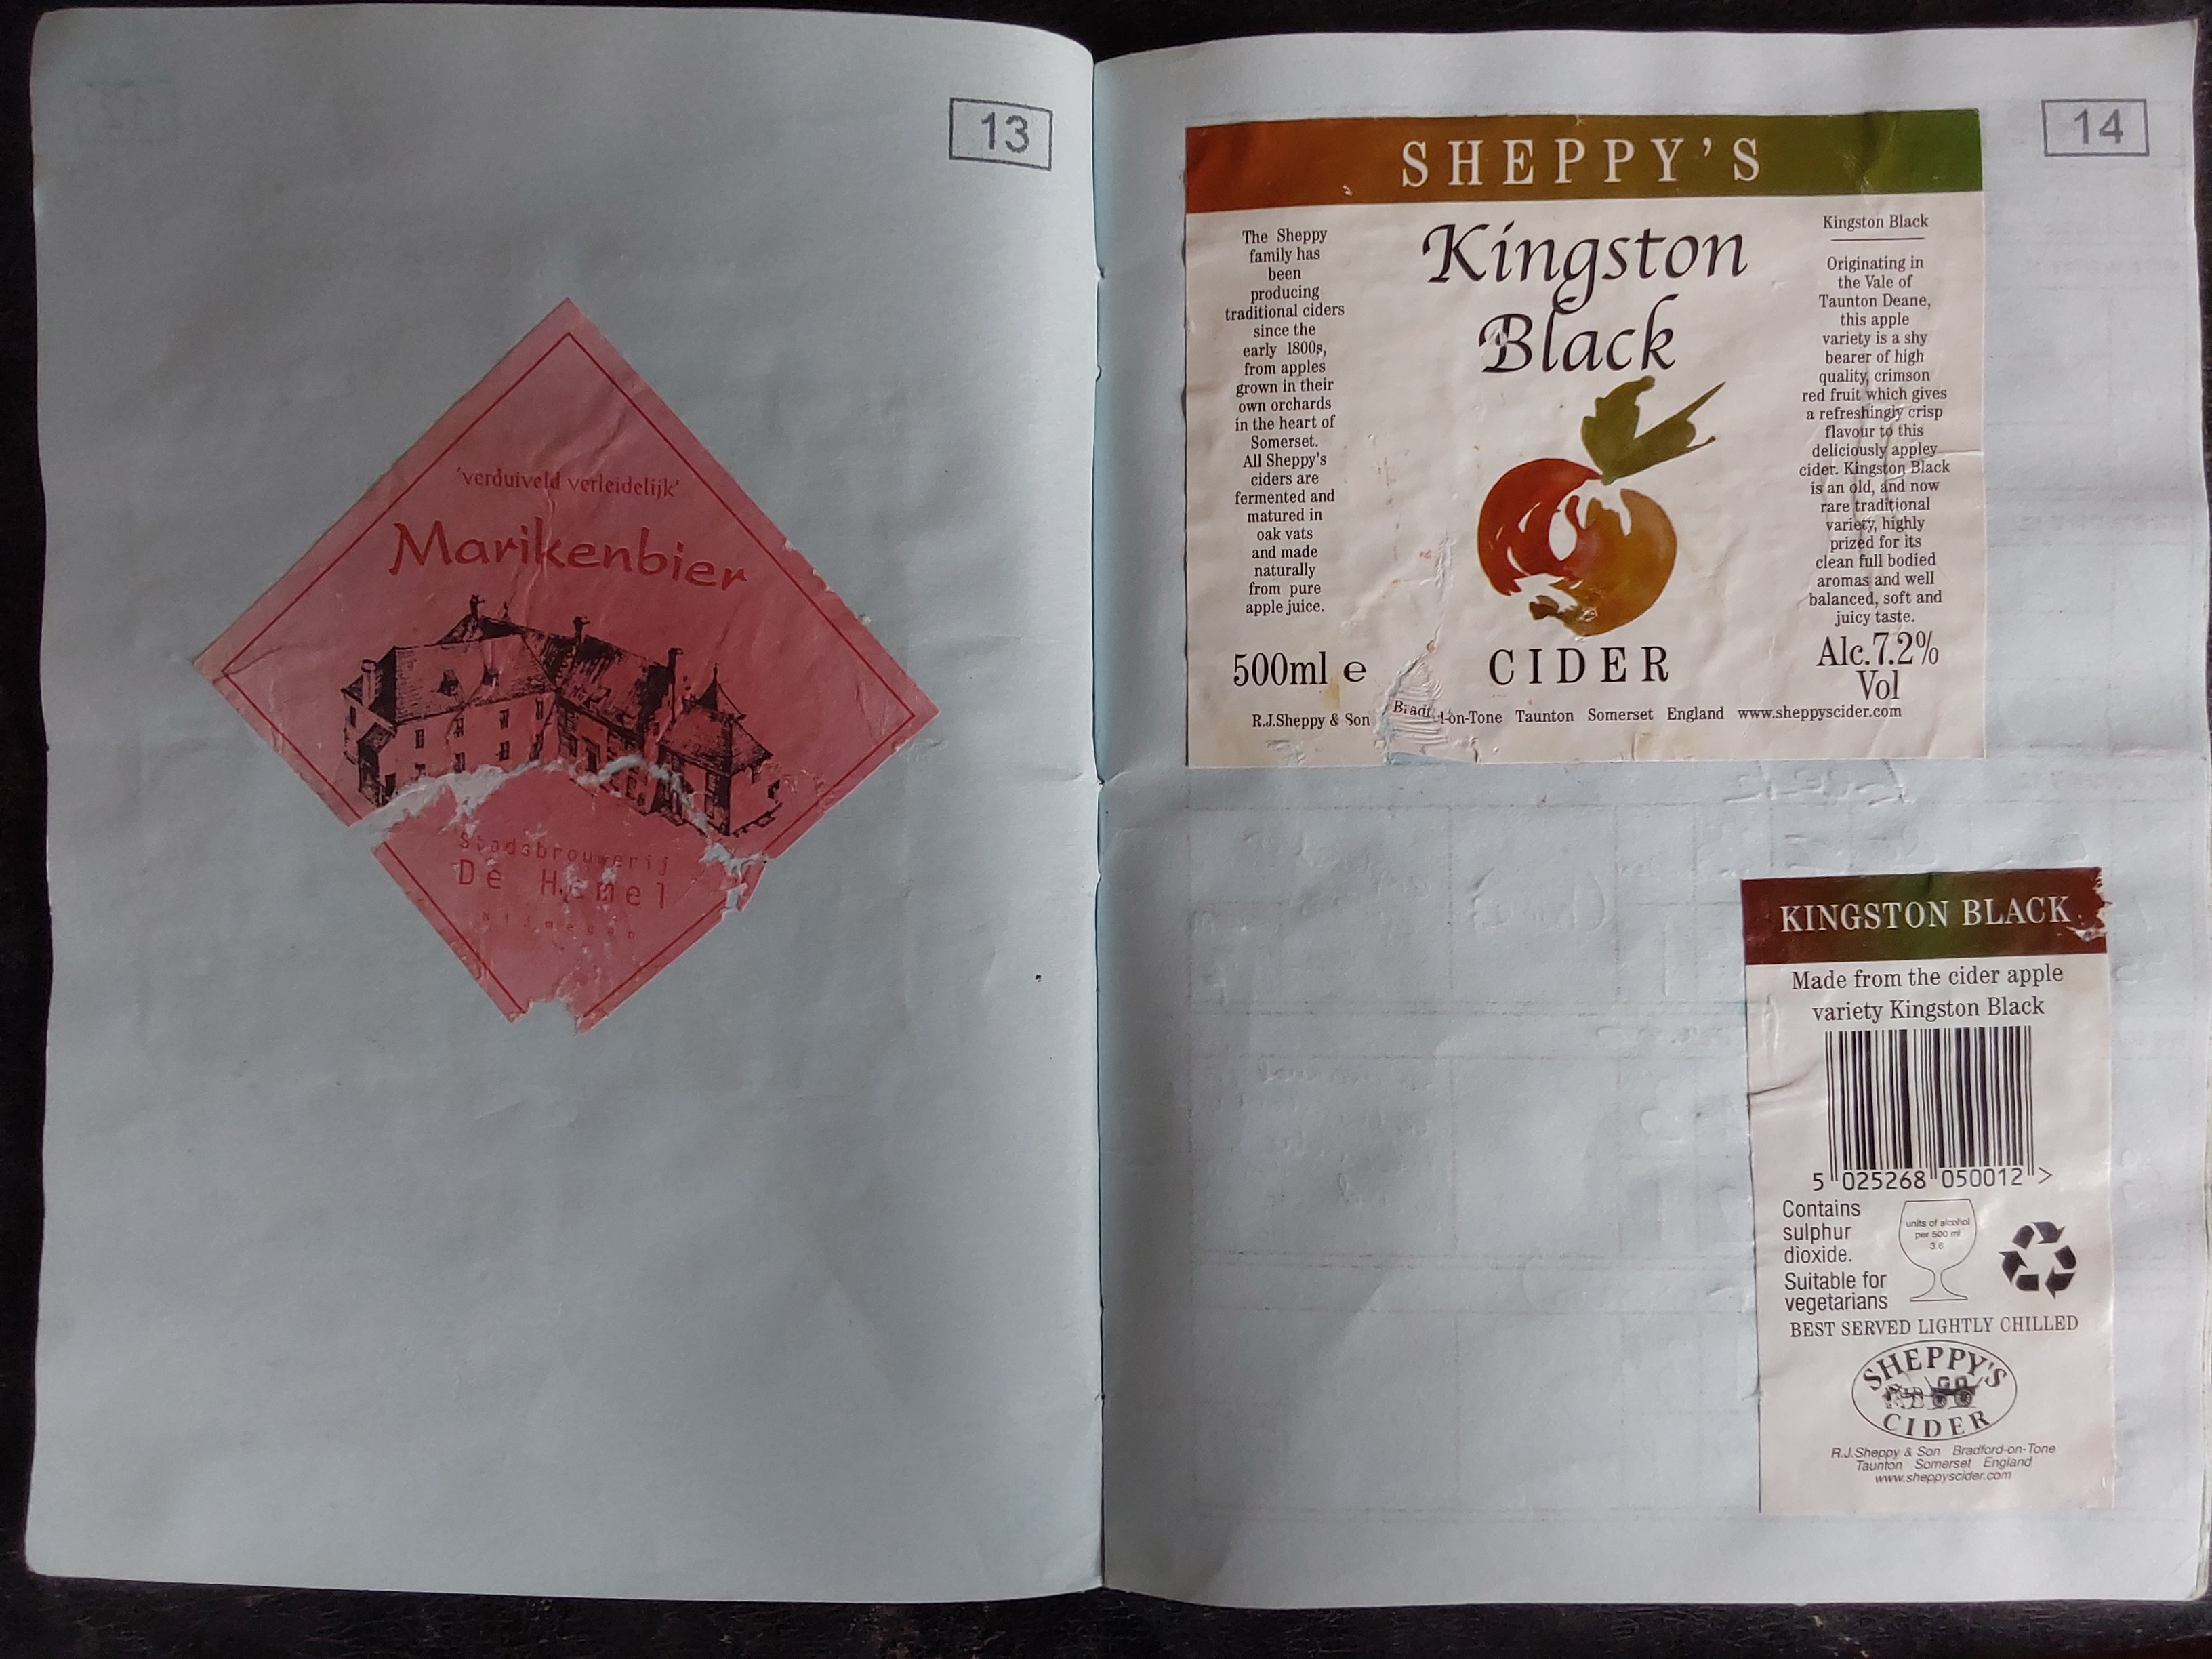 13
'verduiveld verleidelijk'
Marikenbier
Stadsbrouwerij
De Hemel
Nijmegen
14
SHEPPY'S
Kingston
Black
The Sheppy
family has
been
producing
traditional ciders
since the
early 1800s,
from apples
grown in their
own orchards
in the heart of
Somerset.
All Sheppy's
ciders are
fermented and
matured in
oak vats
and made
naturally
from pure
apple juice.
Kingston Black
Originating in
the Vale of
Taunton Deane,
this apple
variety is a shy
bearer of high
quality, crimson
red fruit which gives
a refreshingly crisp
flavour to this
deliciously appley
cider. Kingston Black
is an old, and now
rare traditional
variety, highly
prized for its
clean full bodied
aromas and well
balanced, soft and
juicy taste.
500ml e
CIDER
Alc.7.2%
Vol
R.J.Sheppy & Son Bradf d-on-Tone Taunton Somerset England www.sheppyscider.com
KINGSTON BLACK
Made from the cider apple
variety Kingston Black
5 025268 050012 >
Contains
sulphur
dioxide.
Suitable for
vegetarians
units of alcohol
per 500 ml
3.6
BEST SERVED LIGHTLY CHILLED
SHEPPY'S
CIDER
R.J.Sheppy & Son Bradford-on-Tone
Taunton Somerset England
www.sheppyscider.com